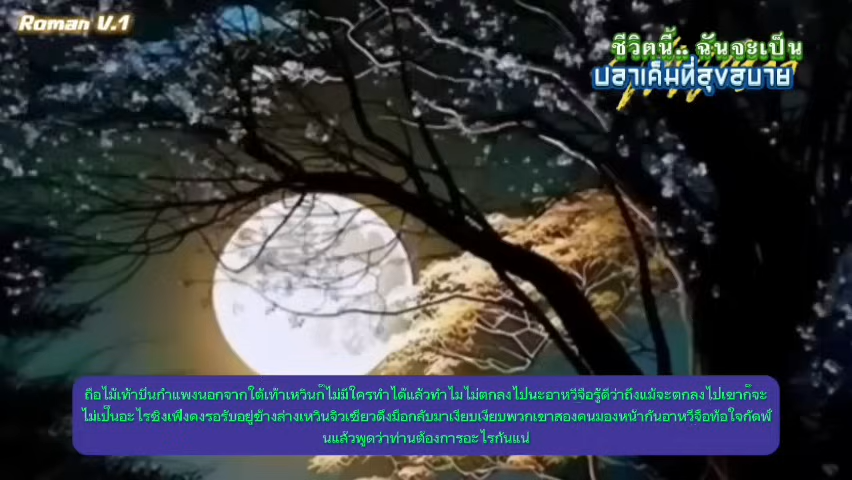 Roman V.1
ชีวิตนี้.. ฉันจะเป็น
ปลาเค็มที่สุขสบาย
ถือไม้เท้าปีนกำแพงนอกจากใต้เท้าเหวินก็ไม่มีใครทำได้แล้วทำไมไม่ตกลงไปนะอาหวีจือรู้ดีว่าถึงแม้จะตกลงไปเขาก็จะ
ไม่เป็นอะไรชิงเฟิงคงรอรับอยู่ข้างล่างเหวินจิวเซียวดึงมือกลับมาเงียบเงียบพวกเขาสองคนมองหน้ากันอาหวีจือท้อใจกัดฟั
นแล้วพูดว่าท่านต้องการอะไรกันแน่